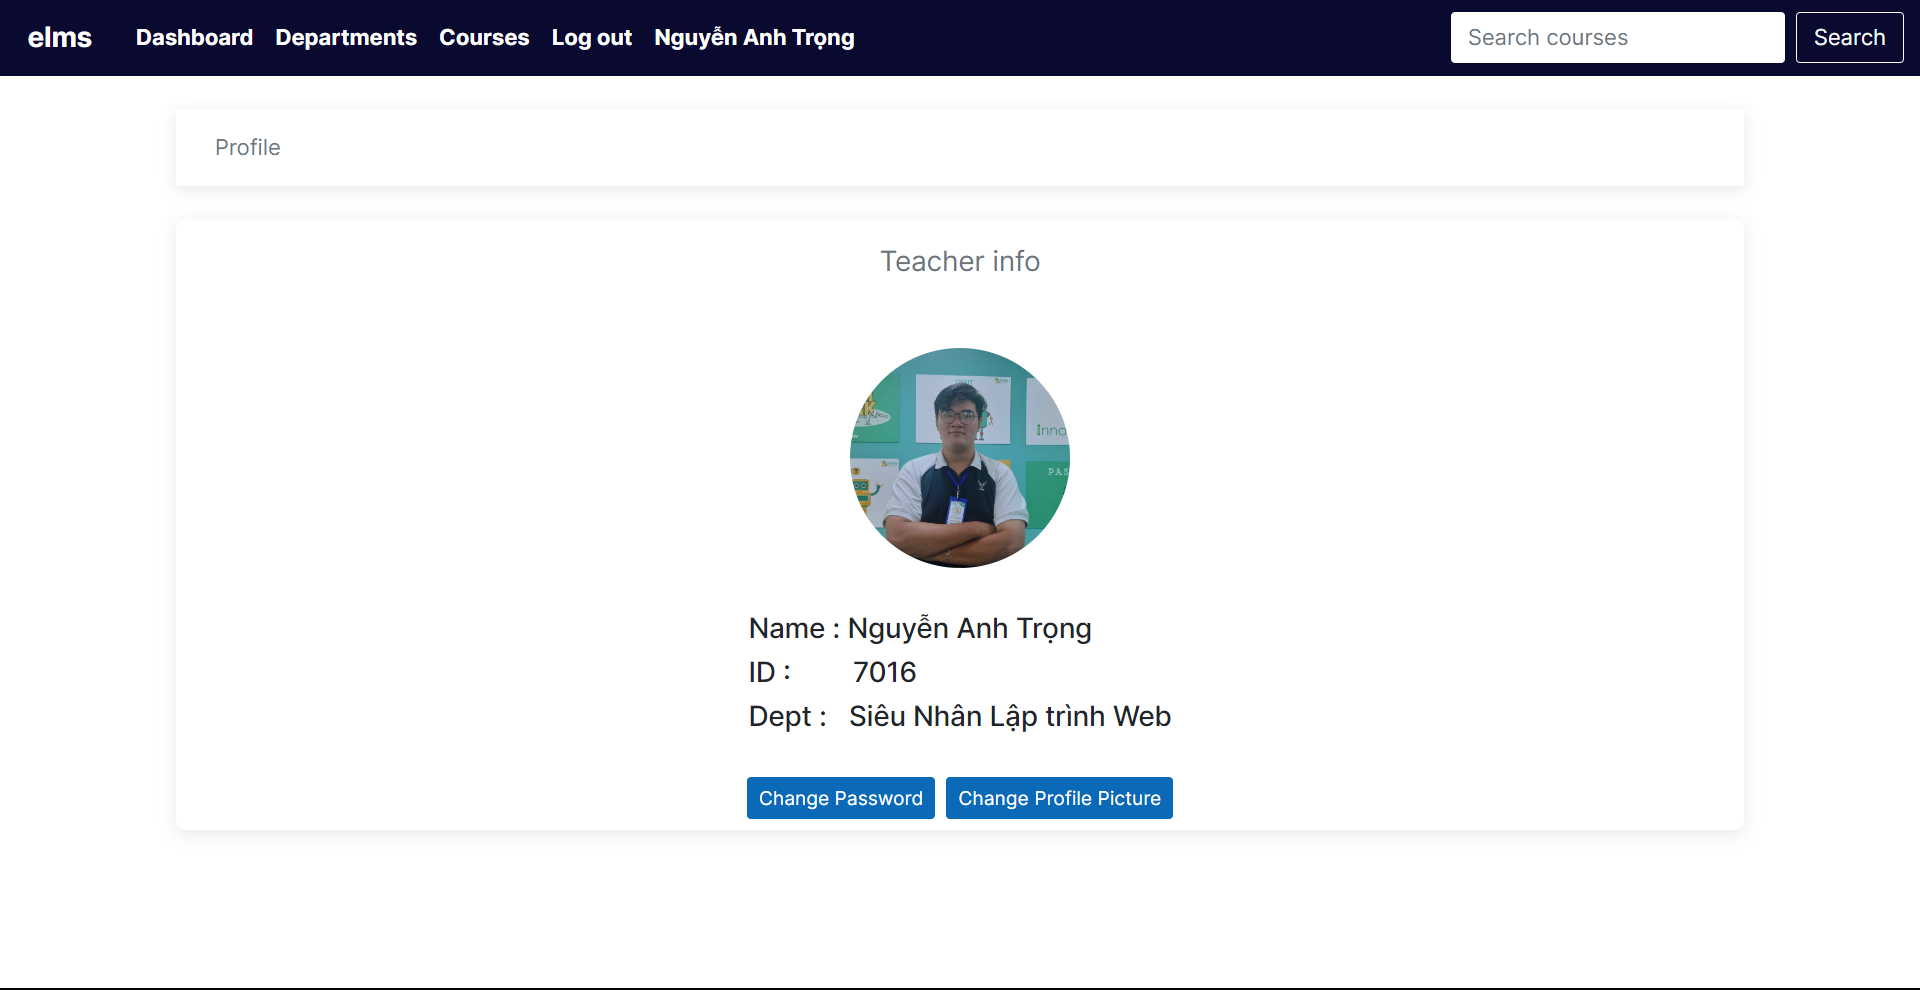 elms Dashboard Departments Courses Log out Nguyễn Anh Trọng Search courses Search
Profile
Teacher info
Inno
PAS
Name : Nguyễn Anh Trọng
ID : 7016
Dept : Siêu Nhân Lập trình Web
Change Password Change Profile Picture